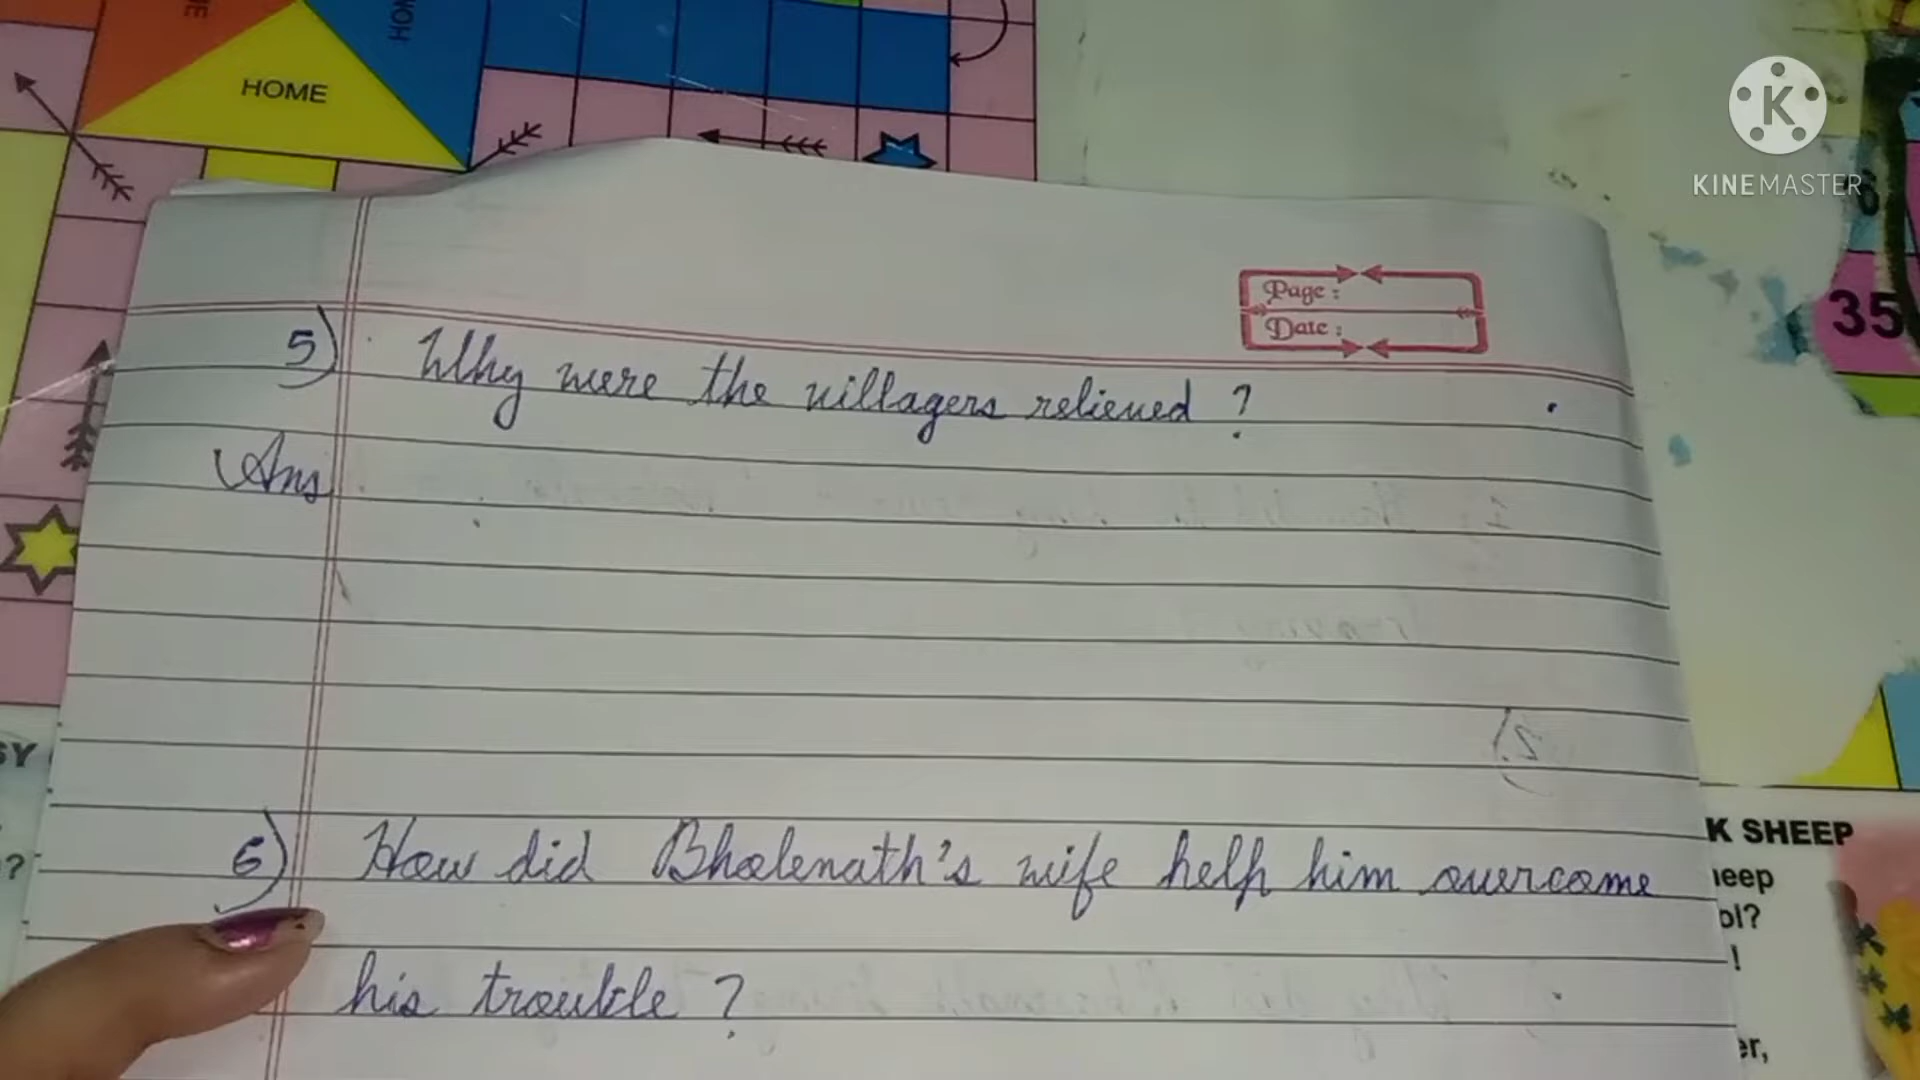 HOME
KINEMASTER
Page :
Date :
35
5) Why were the villagers relieved ?
Ans
K SHEEP
6) How did Bholenath's wife help him overcome
his trouble ?